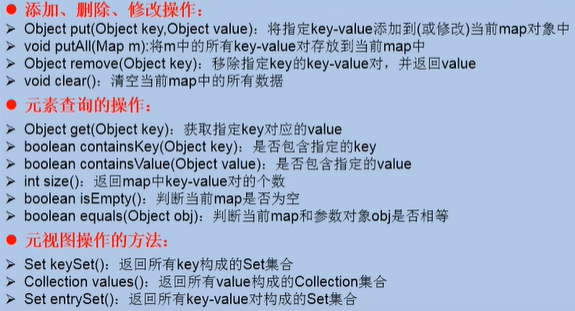 ● 添加、删除、修改操作：
➢ Object put(Object key,Object value)：将指定key-value添加到(或修改)当前map对象中
➢ void putAll(Map m):将m中的所有key-value对存放到当前map中
➢ Object remove(Object key)：移除指定key的key-value对，并返回value
➢ void clear()：清空当前map中的所有数据
● 元素查询的操作：
➢ Object get(Object key)：获取指定key对应的value
➢ boolean containsKey(Object key)：是否包含指定的key
➢ boolean containsValue(Object value)：是否包含指定的value
➢ int size()：返回map中key-value对的个数
➢ boolean isEmpty()：判断当前map是否为空
➢ boolean equals(Object obj)：判断当前map和参数对象obj是否相等
● 元视图操作的方法：
➢ Set keySet()：返回所有key构成的Set集合
➢ Collection values()：返回所有value构成的Collection集合
➢ Set entrySet()：返回所有key-value对构成的Set集合